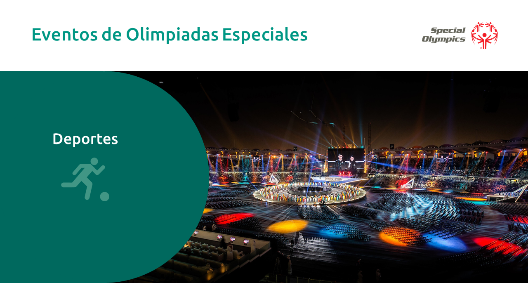 Eventos de Olimpiadas Especiales
Special
Olympics
Deportes